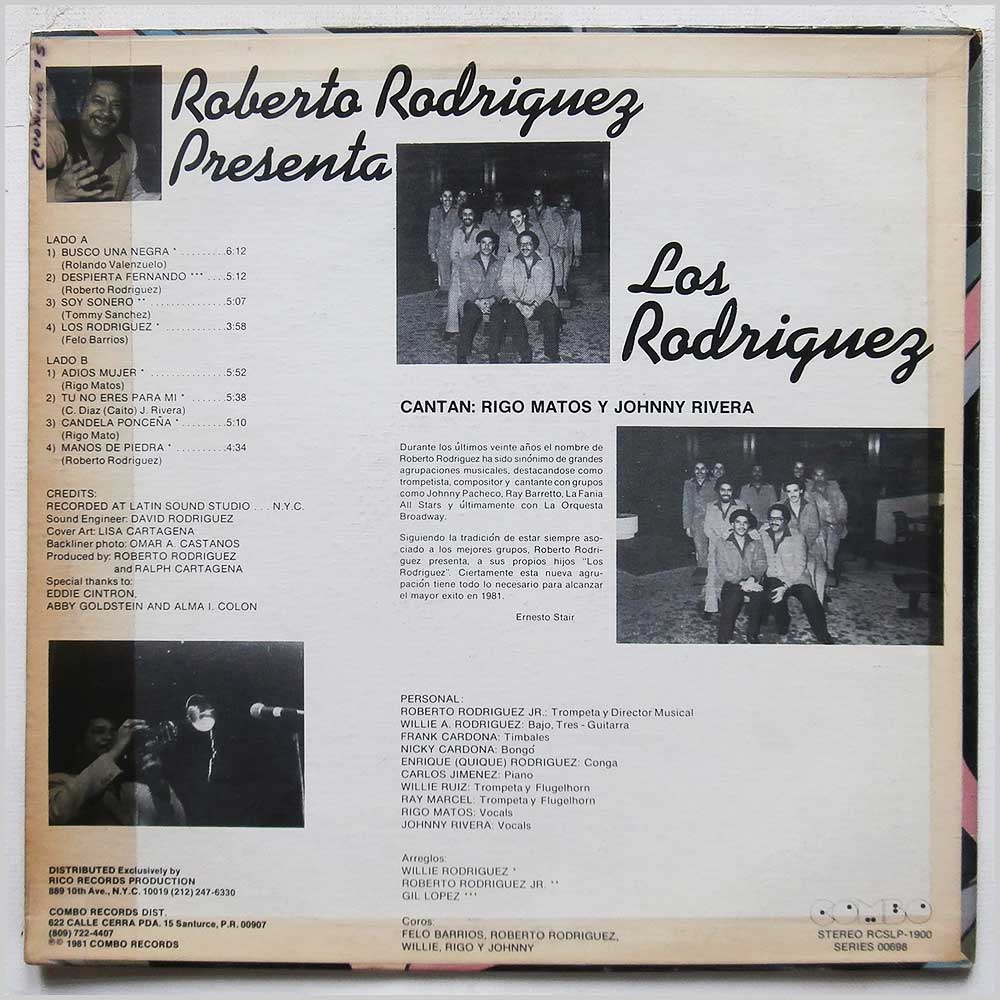 Roberto Rodriguez
Presenta
Los
Rodriguez
LADO A
1) BUSCO UNA NEGRA * .........6:12
(Rolando Valenzuelo)
2) DESPIERTA FERNANDO *** ....5:12
(Roberto Rodriguez)
3) SOY SONERO ** ..............5:07
(Tommy Sanchez)
4) LOS RODRIGUEZ * ...........3:58
(Felo Barrios)
LADO B
1) ADIOS MUJER * ..............5:52
(Rigo Matos)
2) TU NO ERES PARA MI * ......5:38
(C. Diaz (Caito) J. Rivera)
3) CANDELA PONCEÑA * ........5:10
(Rigo Mato)
4) MANOS DE PIEDRA * ........4:34
(Roberto Rodriguez)
CREDITS:
RECORDED AT LATIN SOUND STUDIO . . . N.Y.C.
Sound Engineer: DAVID RODRIGUEZ
Cover Art: LISA CARTAGENA
Backliner photo: OMAR A. CASTANOS
Produced by: ROBERTO RODRIGUEZ
and RALPH CARTAGENA
Special thanks to:
EDDIE CINTRON,
ABBY GOLDSTEIN AND ALMA I. COLON
CANTAN: RIGO MATOS Y JOHNNY RIVERA
Durante los últimos veinte años el nombre de
Roberto Rodriguez ha sido sinónimo de grandes
agrupaciones musicales, destacandose como
trompetista, compositor y cantante con grupos
como Johnny Pacheco, Ray Barretto, La Fania
All Stars y últimamente con La Orquesta
Broadway.
Siguiendo la tradición de estar siempre aso-
ciado a los mejores grupos, Roberto Rodri-
guez presenta, a sus propios hijos "Los
Rodriguez". Ciertamente esta nueva agru-
pación tiene todo lo necesario para alcanzar
el mayor exito en 1981.
Ernesto Stair
PERSONAL:
ROBERTO RODRIGUEZ JR.: Trompeta y Director Musical
WILLIE A. RODRIGUEZ: Bajo, Tres - Guitarra
FRANK CARDONA: Timbales
NICKY CARDONA: Bongó
ENRIQUE (QUIQUE) RODRIGUEZ: Conga
CARLOS JIMENEZ: Piano
WILLIE RUIZ: Trompeta y Flugelhorn
RAY MARCEL: Trompeta y Flugelhorn
RIGO MATOS: Vocals
JOHNNY RIVERA: Vocals
Arreglos:
WILLIE RODRIGUEZ *
ROBERTO RODRIGUEZ JR. **
GIL LOPEZ ***
Coros:
FELO BARRIOS, ROBERTO RODRIGUEZ,
WILLIE, RIGO Y JOHNNY
DISTRIBUTED Exclusively by
RICO RECORDS PRODUCTION
889 10th Ave., N.Y.C. 10019 (212) 247-6330
COMBO RECORDS DIST.
622 CALLE CERRA PDA. 15 Santurce, P.R. 00907
(809) 722-4407
©℗ 1981 COMBO RECORDS
COMBO
STEREO RCSLP-1900
SERIES 00698